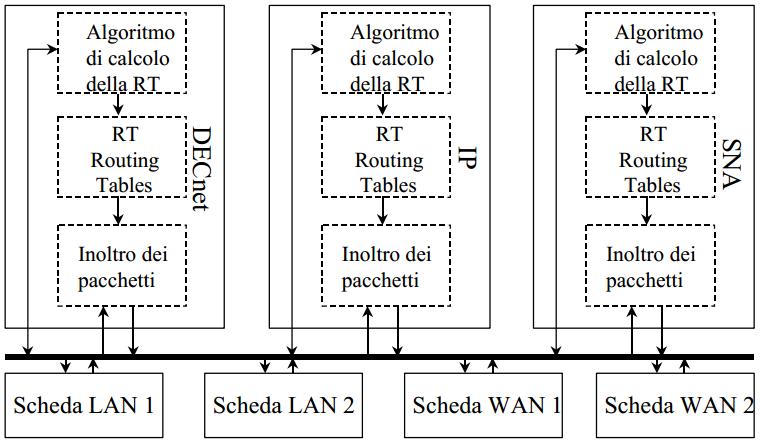 Algoritmo
di calcolo
della RT
RT
Routing
Tables
Inoltro dei
pacchetti
DECnet
Algoritmo
di calcolo
della RT
RT
Routing
Tables
Inoltro dei
pacchetti
IP
Algoritmo
di calcolo
della RT
RT
Routing
Tables
Inoltro dei
pacchetti
SNA
Scheda LAN 1
Scheda LAN 2
Scheda WAN 1
Scheda WAN 2